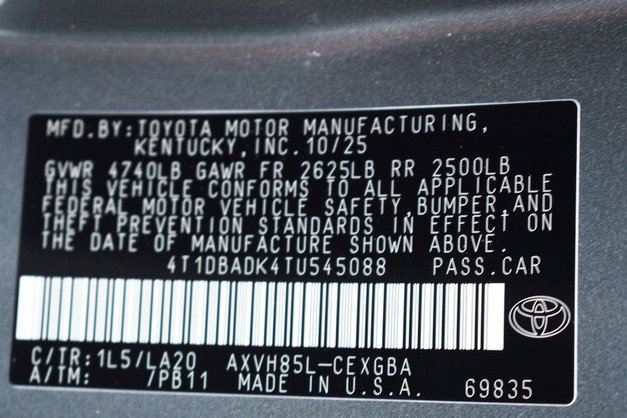 MFD.BY:TOYOTA MOTOR MANUFACTURING,
KENTUCKY,INC.10/25
GVWR 4740LB GAWR FR 2625LB RR 2500LB
THIS VEHICLE CONFORMS TO ALL APPLICABLE
FEDERAL MOTOR VEHICLE SAFETY,BUMPER,AND
THEFT PREVENTION STANDARDS IN EFFECT ON
THE DATE OF MANUFACTURE SHOWN ABOVE.
4T1DBADK4TU545088 PASS.CAR
C/TR:1L5/LA20 AXVH85L-CEXGBA
A/TM: /PB11 MADE IN U.S.A. 69835